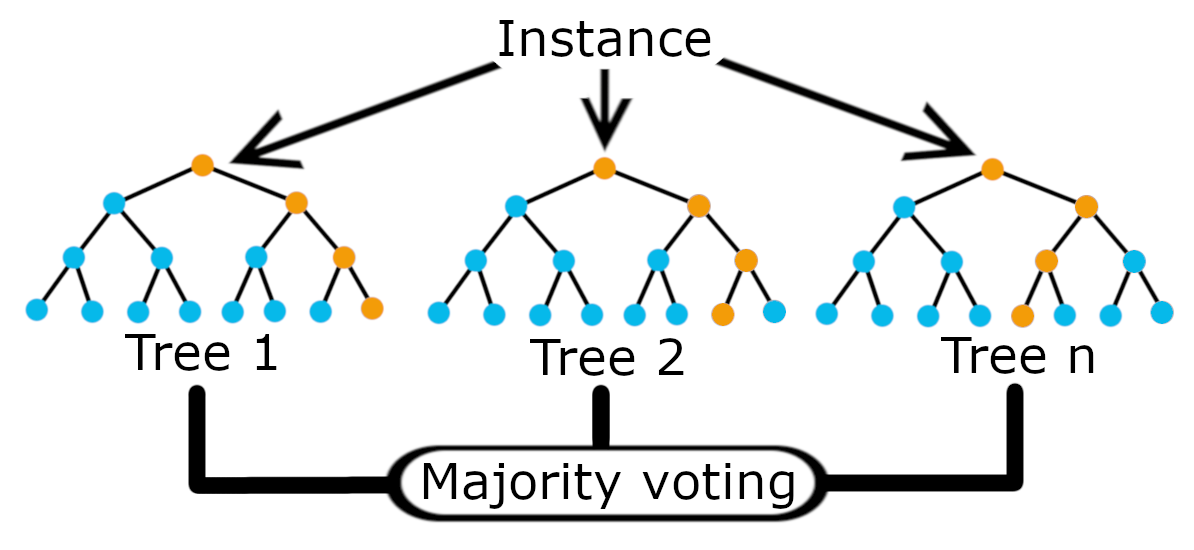 Instance
Tree 1
Tree 2
Tree n
Majority voting